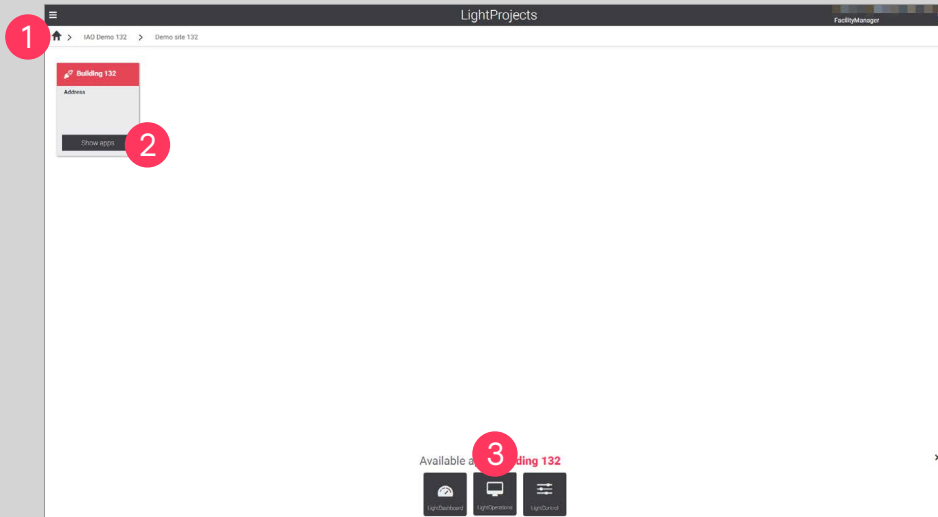 LightProjects
FacilityManager
1
IAO Demo 132 > Demo site 132
Building 132
Address
Show apps
2
3
Available a ding 132
LightDashboard LightOperations LightControl